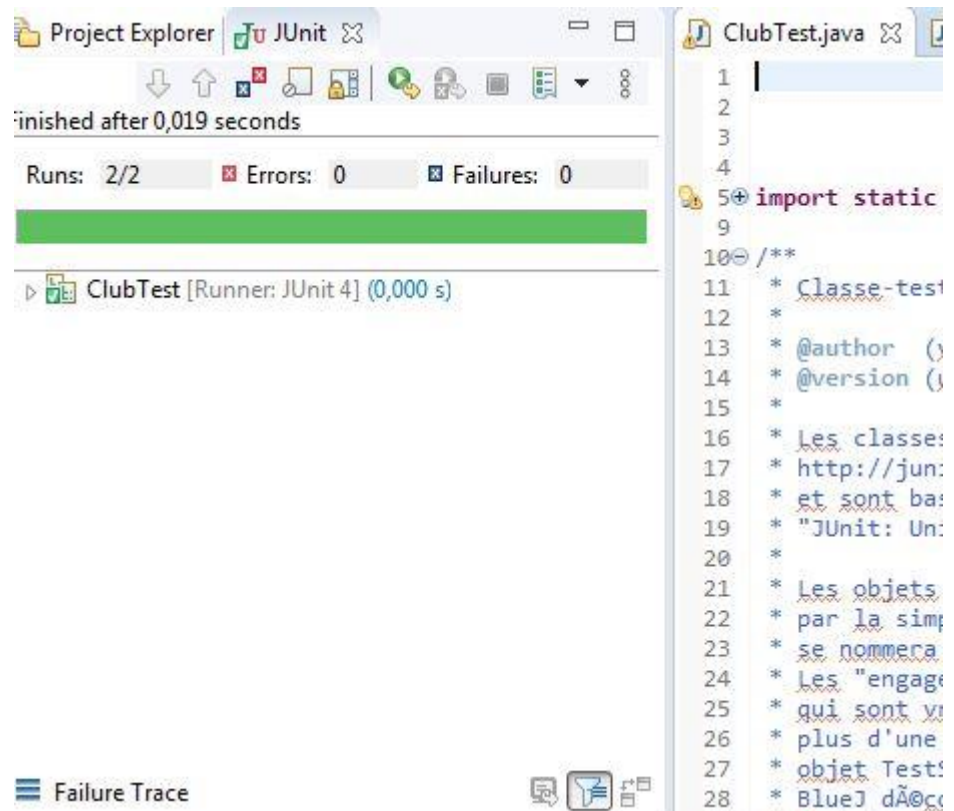 Project Explorer
JUnit
Finished after 0,019 seconds
Runs: 2/2
Errors: 0
Failures: 0
ClubTest [Runner: JUnit 4] (0,000 s)
Failure Trace
ClubTest.java
1
2
3
4
5 import static
9
10 /**
11 * Classe-test
12 *
13 * @author (
14 * @version (
15 *
16 * Les classes
17 * http://juni
18 * et sont bas
19 * "JUnit: Uni
20 *
21 * Les objets
22 * par la simp
23 * se nommera
24 * Les "engage
25 * qui sont vr
26 * plus d'une
27 * objet TestS
28 * BlueJ dÃ©co